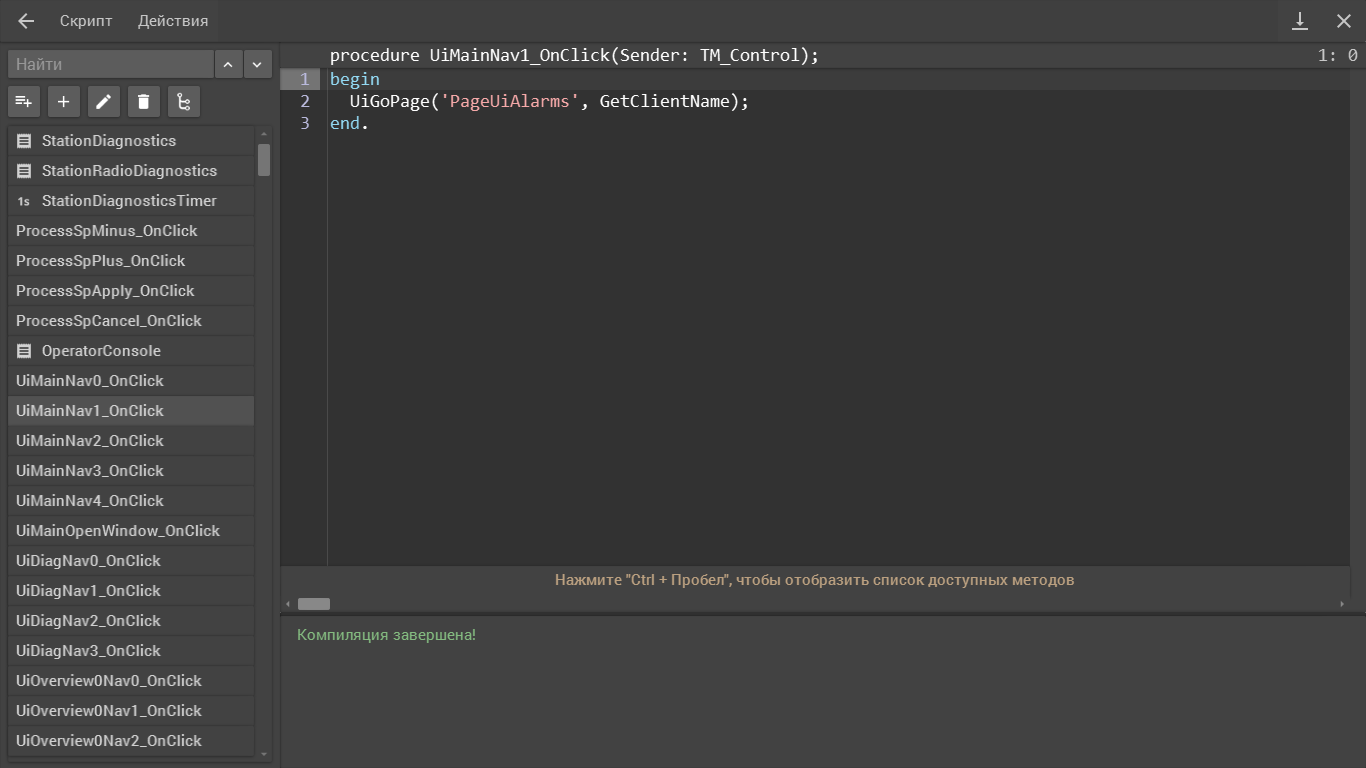 Скрипт Действия
Найти
1s
StationDiagnostics
StationRadioDiagnostics
StationDiagnosticsTimer
ProcessSpMinus_OnClick
ProcessSpPlus_OnClick
ProcessSpApply_OnClick
ProcessSpCancel_OnClick
OperatorConsole
UiMainNav0_OnClick
UiMainNav1_OnClick
UiMainNav2_OnClick
UiMainNav3_OnClick
UiMainNav4_OnClick
UiMainOpenWindow_OnClick
UiDiagNav0_OnClick
UiDiagNav1_OnClick
UiDiagNav2_OnClick
UiDiagNav3_OnClick
UiOverview0Nav0_OnClick
UiOverview0Nav1_OnClick
UiOverview0Nav2_OnClick
procedure UiMainNav1_OnClick(Sender: TM_Control); 1: 0
1 begin
2 UiGoPage('PageUiAlarms', GetClientName);
3 end.
Нажмите "Ctrl + Пробел", чтобы отобразить список доступных методов
Компиляция завершена!